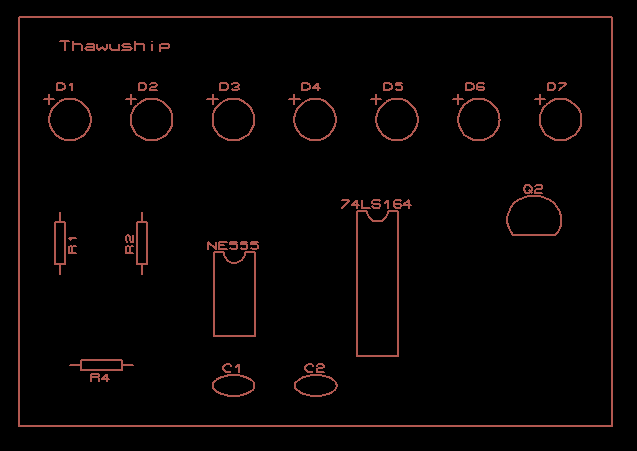 Thawuship
D1 D2 D3 D4 D5 D6 D7
Q2
74LS164
R1 R2
NE555
C1 C2
R4